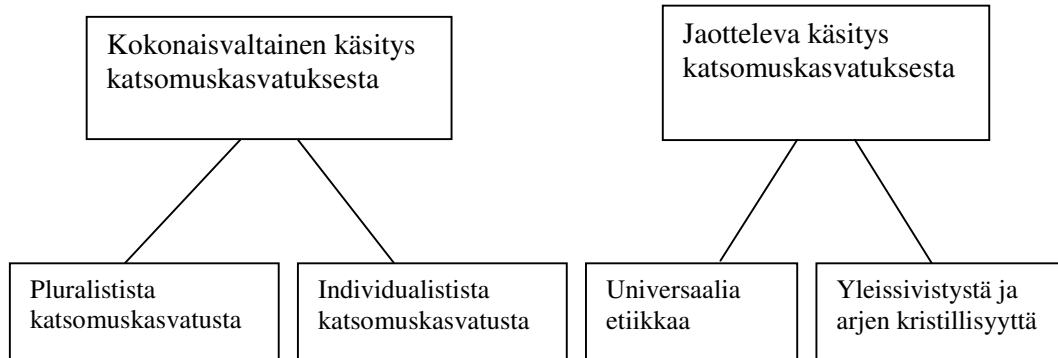 Kokonaisvaltainen käsitys
katsomuskasvatuksesta
Jaotteleva käsitys
katsomuskasvatuksesta
Pluralistista
katsomuskasvatusta
Individualistista
katsomuskasvatusta
Universaalia
etiikkaa
Yleissivistystä ja
arjen kristillisyyttä